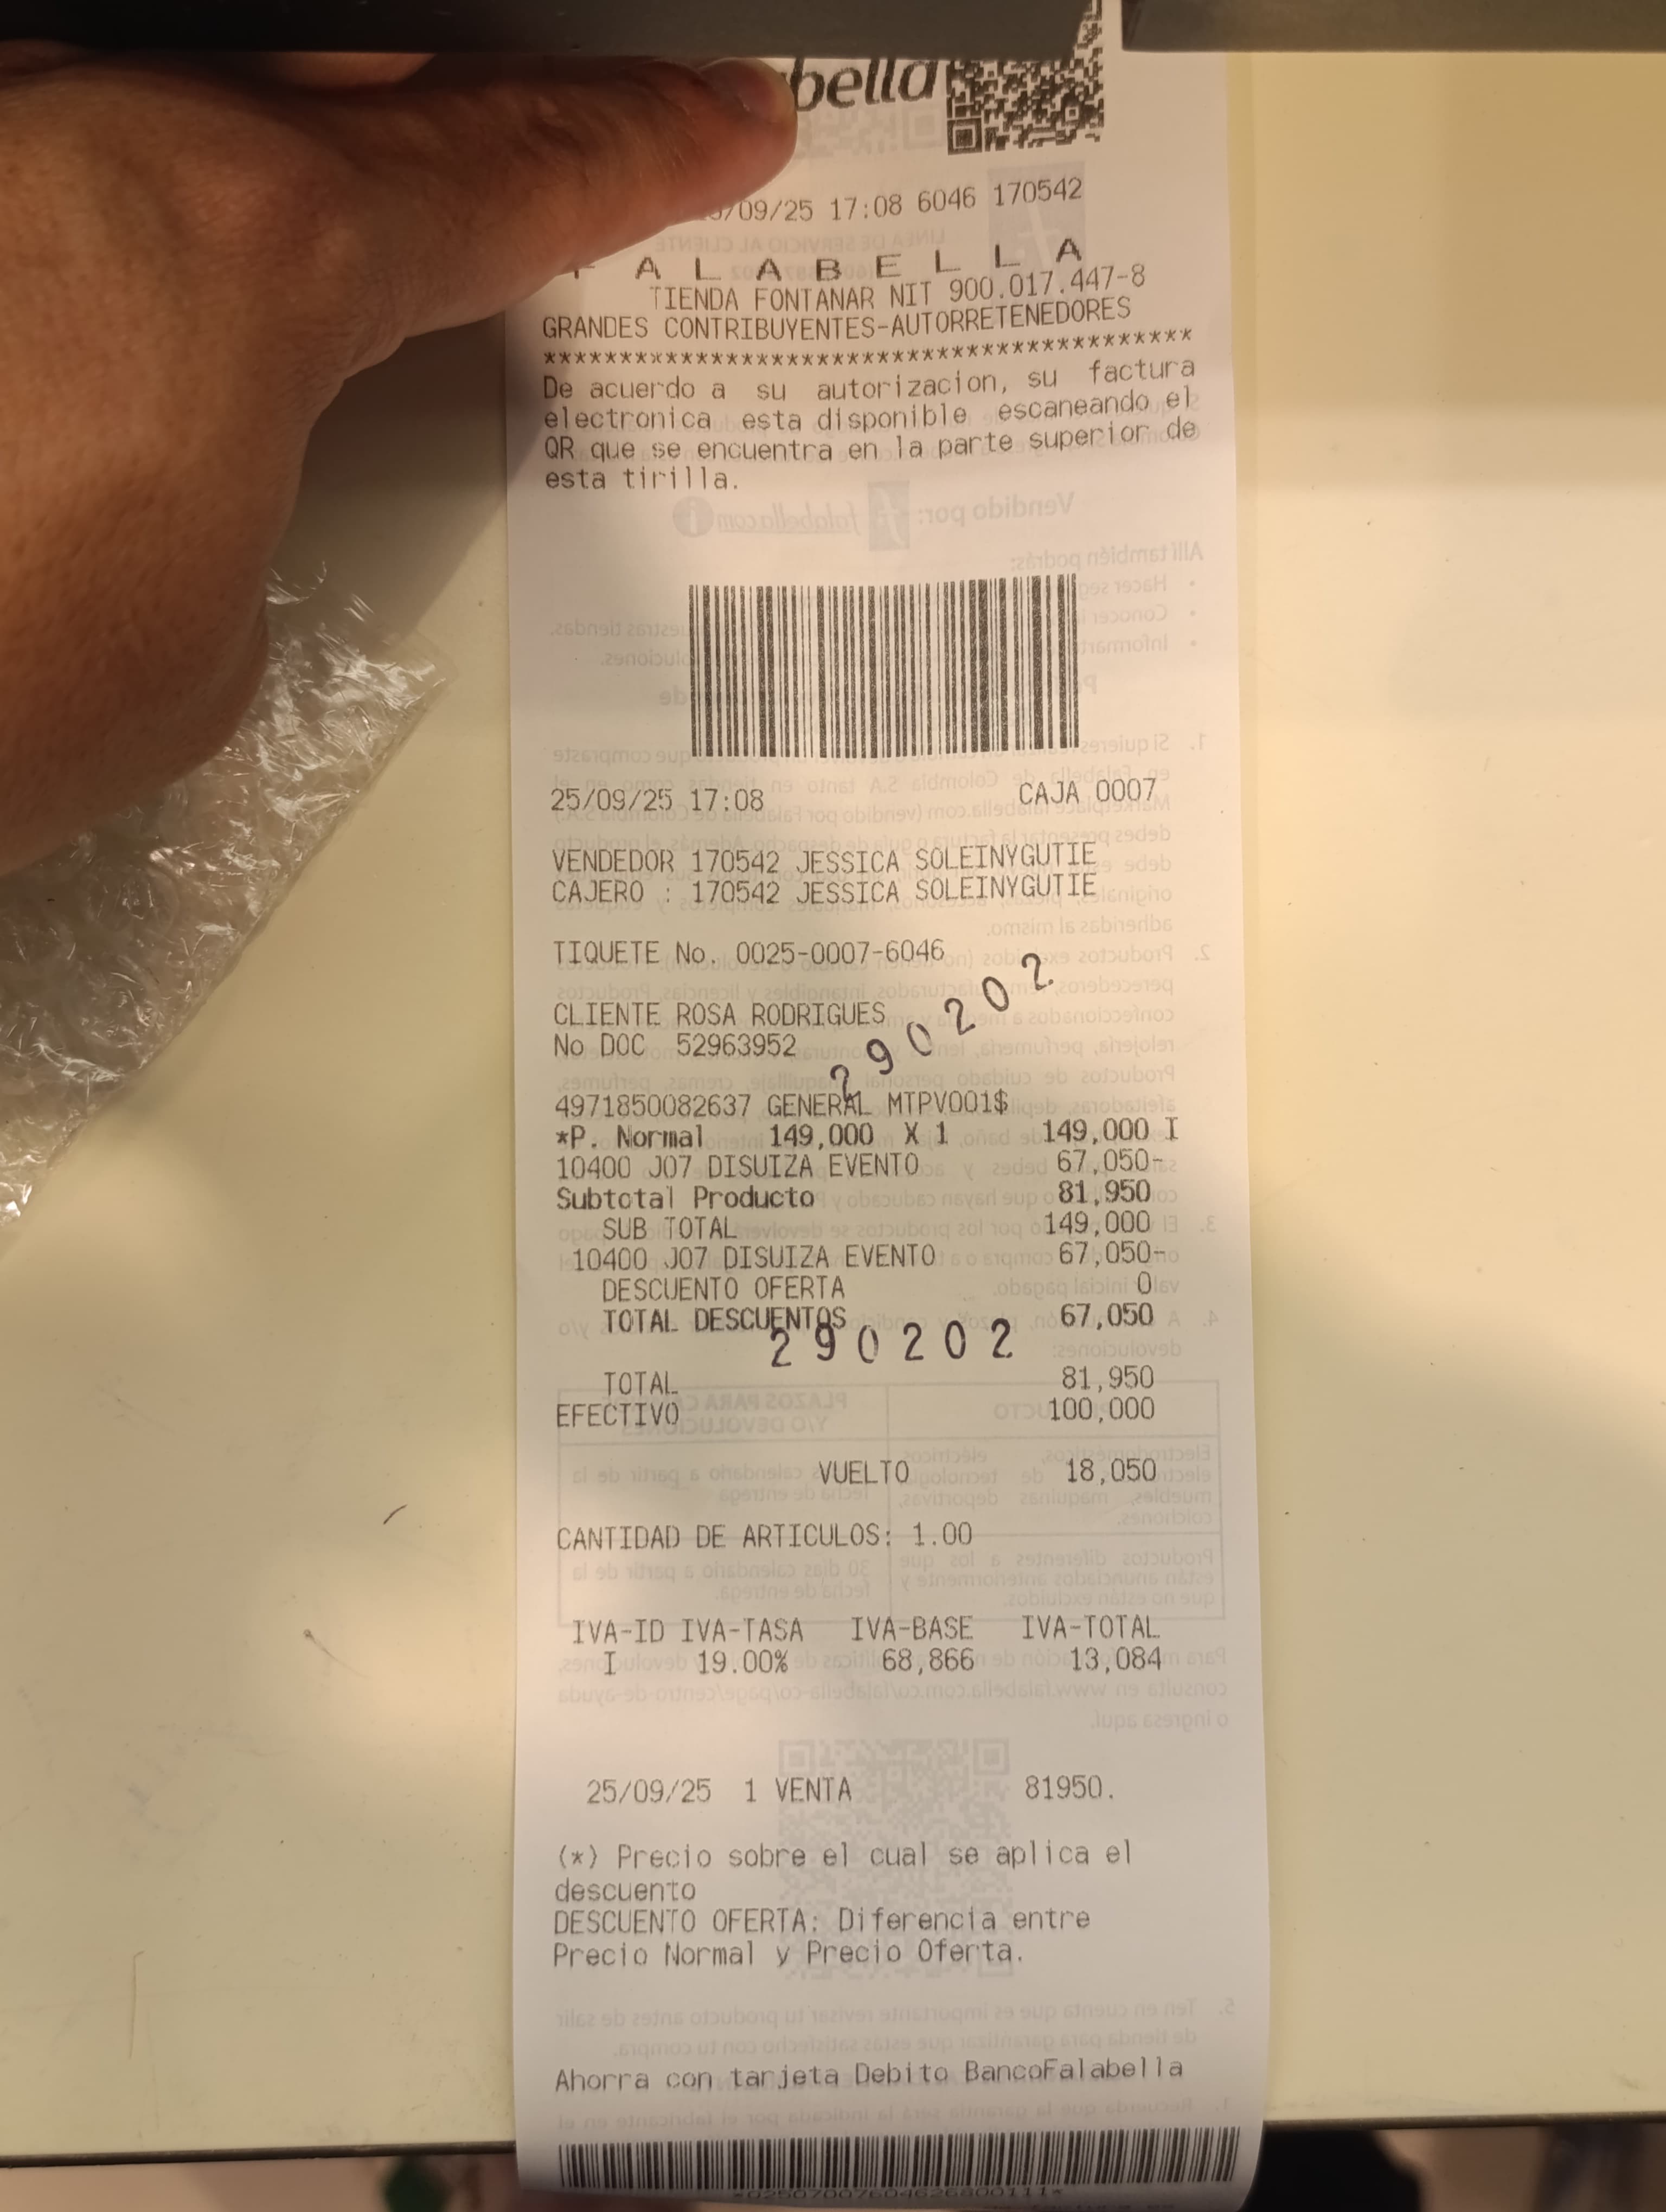 /09/25 17:08 6046 170542
A L A B E L L A
TIENDA FONTANAR NIT 900.017.447-8
GRANDES CONTRIBUYENTES-AUTORRETENEDORES
******************************************
De acuerdo a su autorizacion, su factura
electronica esta disponible escaneando el
QR que se encuentra en la parte superior de
esta tirilla.
25/09/25 17:08 CAJA 0007
VENDEDOR 170542 JESSICA SOLEINYGUTIE
CAJERO : 170542 JESSICA SOLEINYGUTIE
TIQUETE No. 0025-0007-6046
290202
CLIENTE ROSA RODRIGUES
No DOC 52963952
4971850082637 GENERAL MTPV001$
*P. Normal 149,000 X 1 149,000 I
10400 J07 DISUIZA EVENTO 67,050-
Subtotal Producto 81,950
SUB TOTAL 149,000
10400 J07 DISUIZA EVENTO 67,050-
DESCUENTO OFERTA 0
TOTAL DESCUENTOS 67,050
290202
TOTAL 81,950
EFECTIVO 100,000
VUELTO 18,050
CANTIDAD DE ARTICULOS: 1.00
IVA-ID IVA-TASA IVA-BASE IVA-TOTAL
I 19.00% 68,866 13,084
25/09/25 1 VENTA 81950.
(*) Precio sobre el cual se aplica el
descuento
DESCUENTO OFERTA: Diferencia entre
Precio Normal y Precio Oferta.
Ahorra con tarjeta Debito BancoFalabella